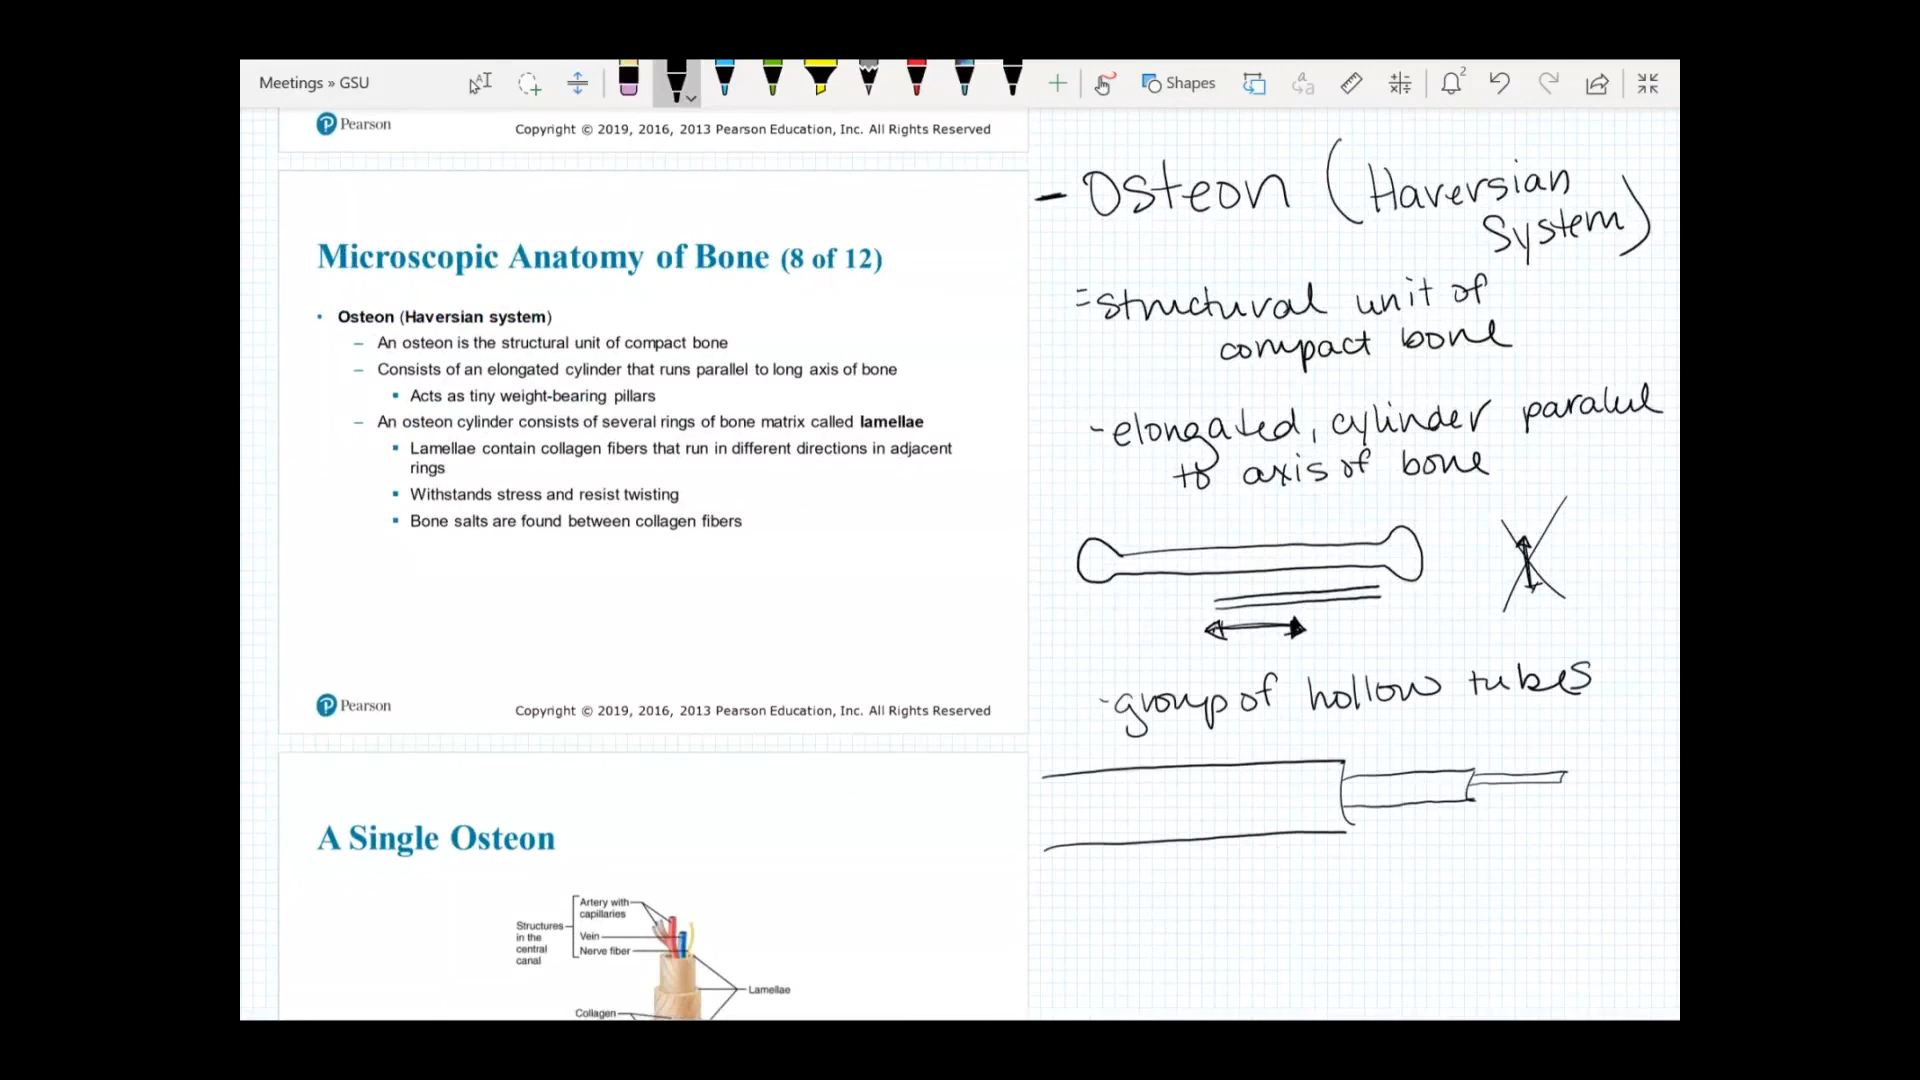 Meetings » GSU
Shapes
2
Pearson
Copyright © 2019, 2016, 2013 Pearson Education, Inc. All Rights Reserved
Microscopic Anatomy of Bone (8 of 12)
• Osteon (Haversian system)
– An osteon is the structural unit of compact bone
– Consists of an elongated cylinder that runs parallel to long axis of bone
▪ Acts as tiny weight-bearing pillars
– An osteon cylinder consists of several rings of bone matrix called lamellae
▪ Lamellae contain collagen fibers that run in different directions in adjacent
rings
▪ Withstands stress and resist twisting
▪ Bone salts are found between collagen fibers
Pearson
Copyright © 2019, 2016, 2013 Pearson Education, Inc. All Rights Reserved
A Single Osteon
Structures
in the
central
canal
Artery with
capillaries
Vein
Nerve fiber
Lamellae
Collagen
- Osteon (Haversian
System)
= structural unit of
compact bone
- elongated, cylinder paralul
to axis of bone
- group of hollow tubes